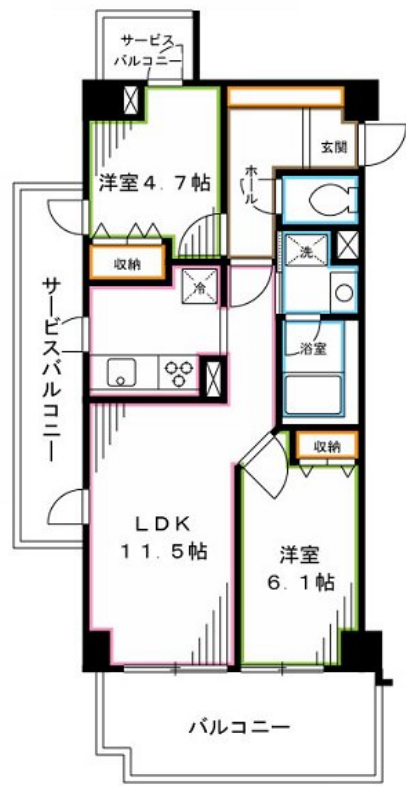 サービス
バルコニー
玄関
洋室4.7帖
ホール
洗
収納
冷
浴室
サービスバルコニー
収納
LDK
11.5帖
洋室
6.1帖
バルコニー